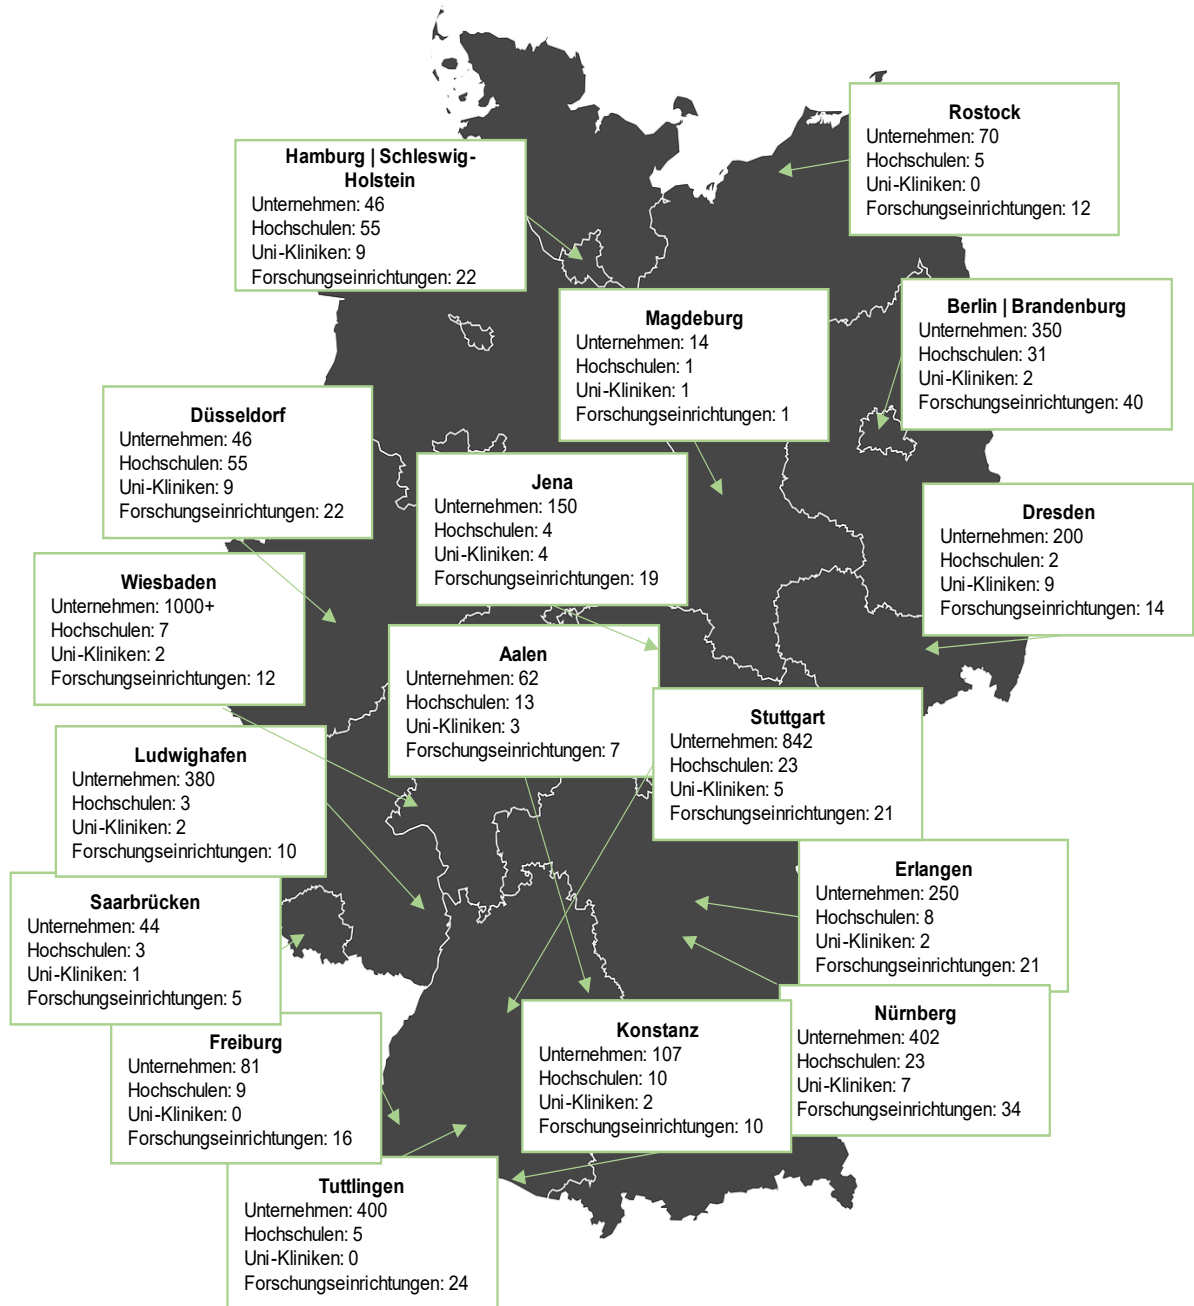 Rostock
Unternehmen: 70
Hochschulen: 5
Uni-Kliniken: 0
Forschungseinrichtungen: 12
Hamburg | Schleswig-
Holstein
Unternehmen: 46
Hochschulen: 55
Uni-Kliniken: 9
Forschungseinrichtungen: 22
Berlin | Brandenburg
Unternehmen: 350
Hochschulen: 31
Uni-Kliniken: 2
Forschungseinrichtungen: 40
Magdeburg
Unternehmen: 14
Hochschulen: 1
Uni-Kliniken: 1
Forschungseinrichtungen: 1
Düsseldorf
Unternehmen: 46
Hochschulen: 55
Uni-Kliniken: 9
Forschungseinrichtungen: 22
Jena
Unternehmen: 150
Hochschulen: 4
Uni-Kliniken: 4
Forschungseinrichtungen: 19
Dresden
Unternehmen: 200
Hochschulen: 2
Uni-Kliniken: 9
Forschungseinrichtungen: 14
Wiesbaden
Unternehmen: 1000+
Hochschulen: 7
Uni-Kliniken: 2
Forschungseinrichtungen: 12
Aalen
Unternehmen: 62
Hochschulen: 13
Uni-Kliniken: 3
Forschungseinrichtungen: 7
Stuttgart
Unternehmen: 842
Hochschulen: 23
Uni-Kliniken: 5
Forschungseinrichtungen: 21
Ludwighafen
Unternehmen: 380
Hochschulen: 3
Uni-Kliniken: 2
Forschungseinrichtungen: 10
Erlangen
Unternehmen: 250
Hochschulen: 8
Uni-Kliniken: 2
Forschungseinrichtungen: 21
Saarbrücken
Unternehmen: 44
Hochschulen: 3
Uni-Kliniken: 1
Forschungseinrichtungen: 5
Nürnberg
Unternehmen: 402
Hochschulen: 23
Uni-Kliniken: 7
Forschungseinrichtungen: 34
Konstanz
Unternehmen: 107
Hochschulen: 10
Uni-Kliniken: 2
Forschungseinrichtungen: 10
Freiburg
Unternehmen: 81
Hochschulen: 9
Uni-Kliniken: 0
Forschungseinrichtungen: 16
Tuttlingen
Unternehmen: 400
Hochschulen: 5
Uni-Kliniken: 0
Forschungseinrichtungen: 24